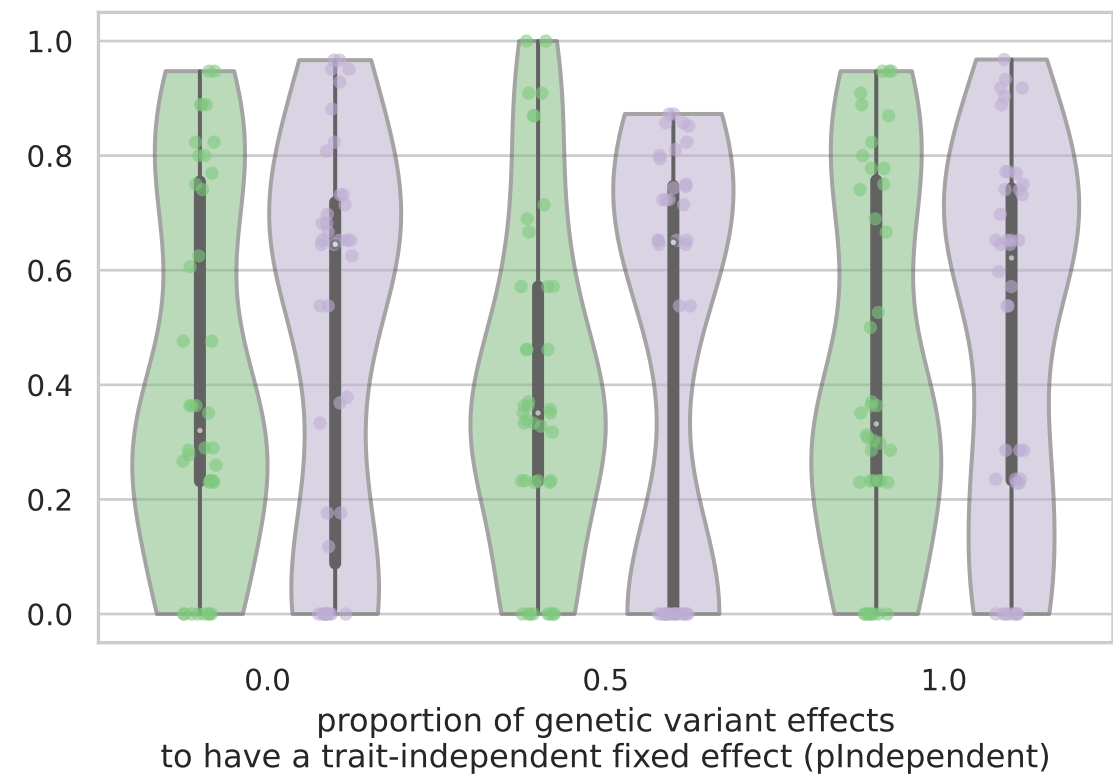 1.0
0.8
0.6
0.4
0.2
0.0
0.0 0.5 1.0
proportion of genetic variant effects
to have a trait-independent fixed effect (pIndependent)